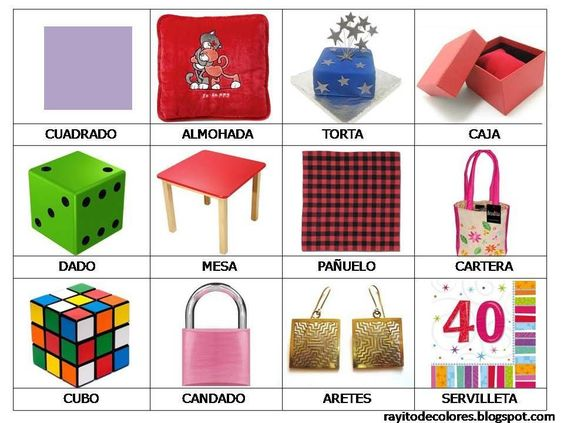 CUADRADO
ALMOHADA
TORTA
CAJA
DADO
MESA
PAÑUELO
CARTERA
CUBO
CANDADO
ARETES
40
SERVILLETA
rayitodecolores.blogspot.com